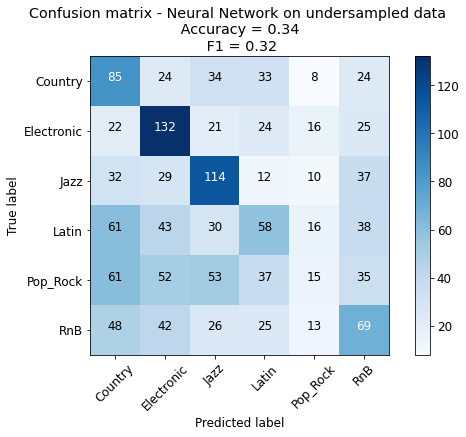 Confusion matrix - Neural Network on undersampled data
Accuracy = 0.34
F1 = 0.32
True label
Country 85 24 34 33 8 24
Electronic 22 132 21 24 16 25
Jazz 32 29 114 12 10 37
Latin 61 43 30 58 16 38
Pop_Rock 61 52 53 37 15 35
RnB 48 42 26 25 13 69
Country Electronic Jazz Latin Pop_Rock RnB
Predicted label
120
100
80
60
40
20